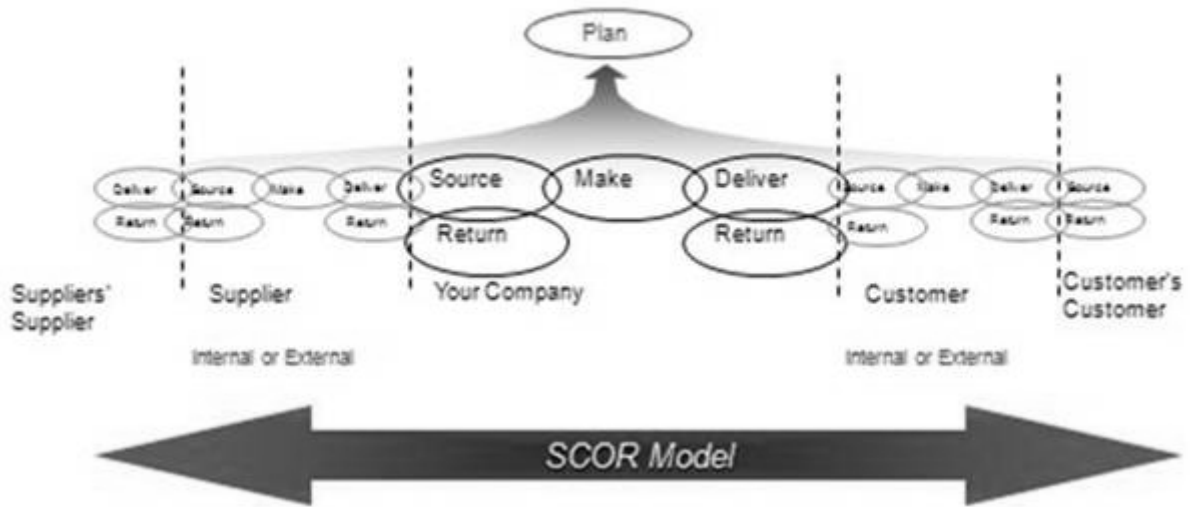 Plan
Deliver Source Make Deliver Source Make Deliver Source Make Deliver Source
Return Return Return Return Return Return Return Return
Suppliers' Supplier Your Company Customer Customer's
Supplier Customer
Internal or External Internal or External
SCOR Model